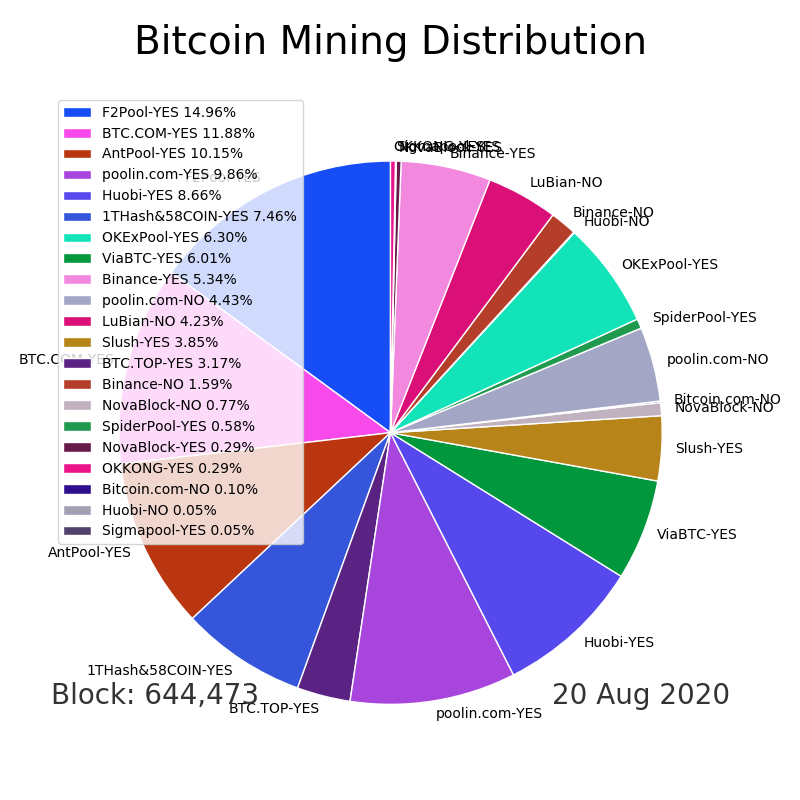 Bitcoin Mining Distribution
F2Pool-YES 14.96%
BTC.COM-YES 11.88%
AntPool-YES 10.15%
poolin.com-YES 9.86%
Huobi-YES 8.66%
1THash&58COIN-YES 7.46%
OKExPool-YES 6.30%
ViaBTC-YES 6.01%
Binance-YES 5.34%
poolin.com-NO 4.43%
LuBian-NO 4.23%
Slush-YES 3.85%
BTC.TOP-YES 3.17%
Binance-NO 1.59%
NovaBlock-NO 0.77%
SpiderPool-YES 0.58%
NovaBlock-YES 0.29%
OKKONG-YES 0.29%
Bitcoin.com-NO 0.10%
Huobi-NO 0.05%
Sigmapool-YES 0.05%
Binance-YES
LuBian-NO
Binance-NO
Huobi-NO
OKExPool-YES
SpiderPool-YES
poolin.com-NO
Bitcoin.com-NO
NovaBlock-NO
Slush-YES
ViaBTC-YES
Huobi-YES
poolin.com-YES
BTC.TOP-YES
1THash&58COIN-YES
AntPool-YES
BTC.COM-YES
Block: 644,473
20 Aug 2020